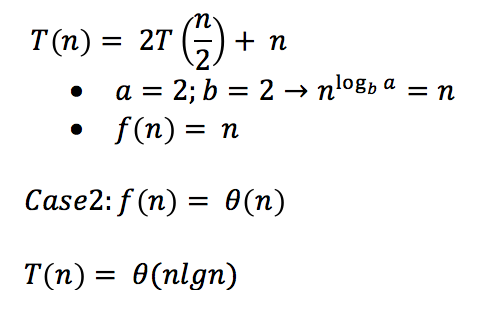 T(n) = 2T (n/2) + n
• a = 2; b = 2 → n^{log_b a} = n
• f(n) = n
Case2: f(n) = θ(n)
T(n) = θ(nlgn)